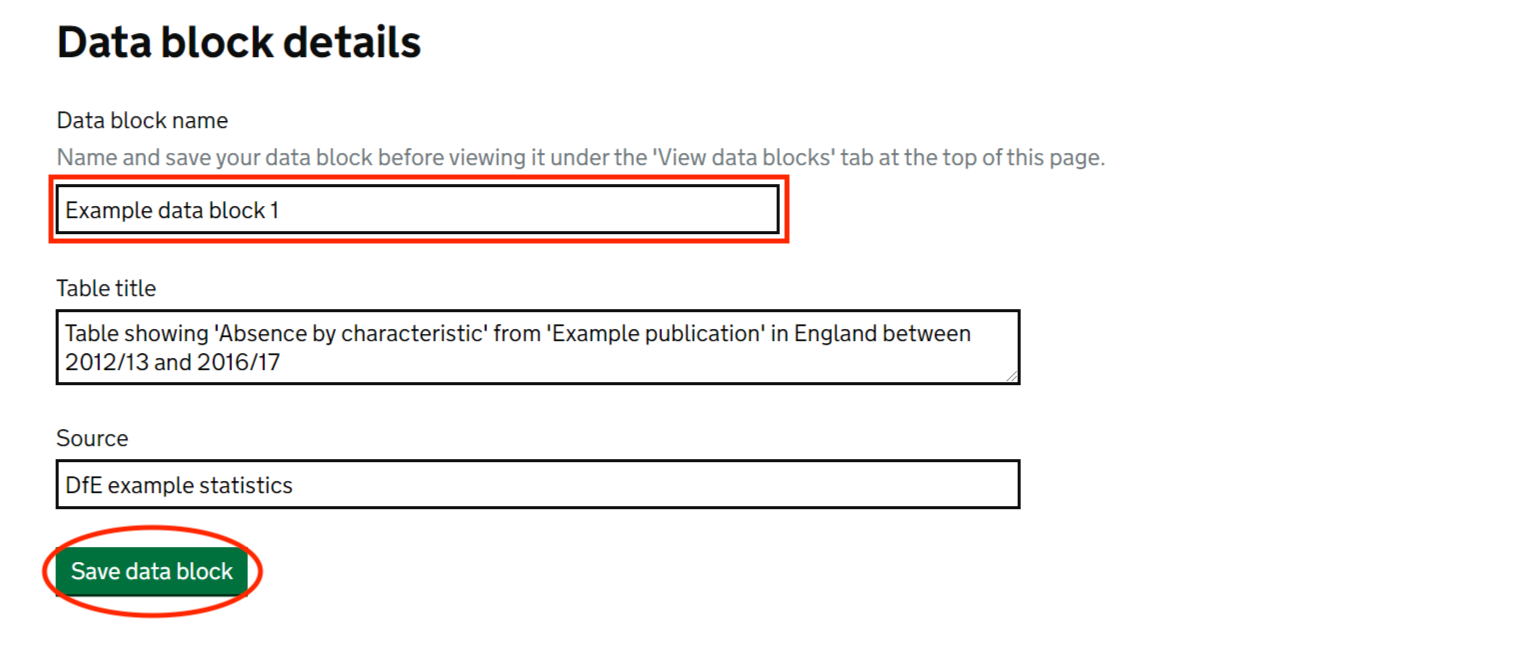 Data block details
Data block name
Name and save your data block before viewing it under the 'View data blocks' tab at the top of this page.
Example data block 1
Table title
Table showing 'Absence by characteristic' from 'Example publication' in England between
2012/13 and 2016/17
Source
DfE example statistics
Save data block